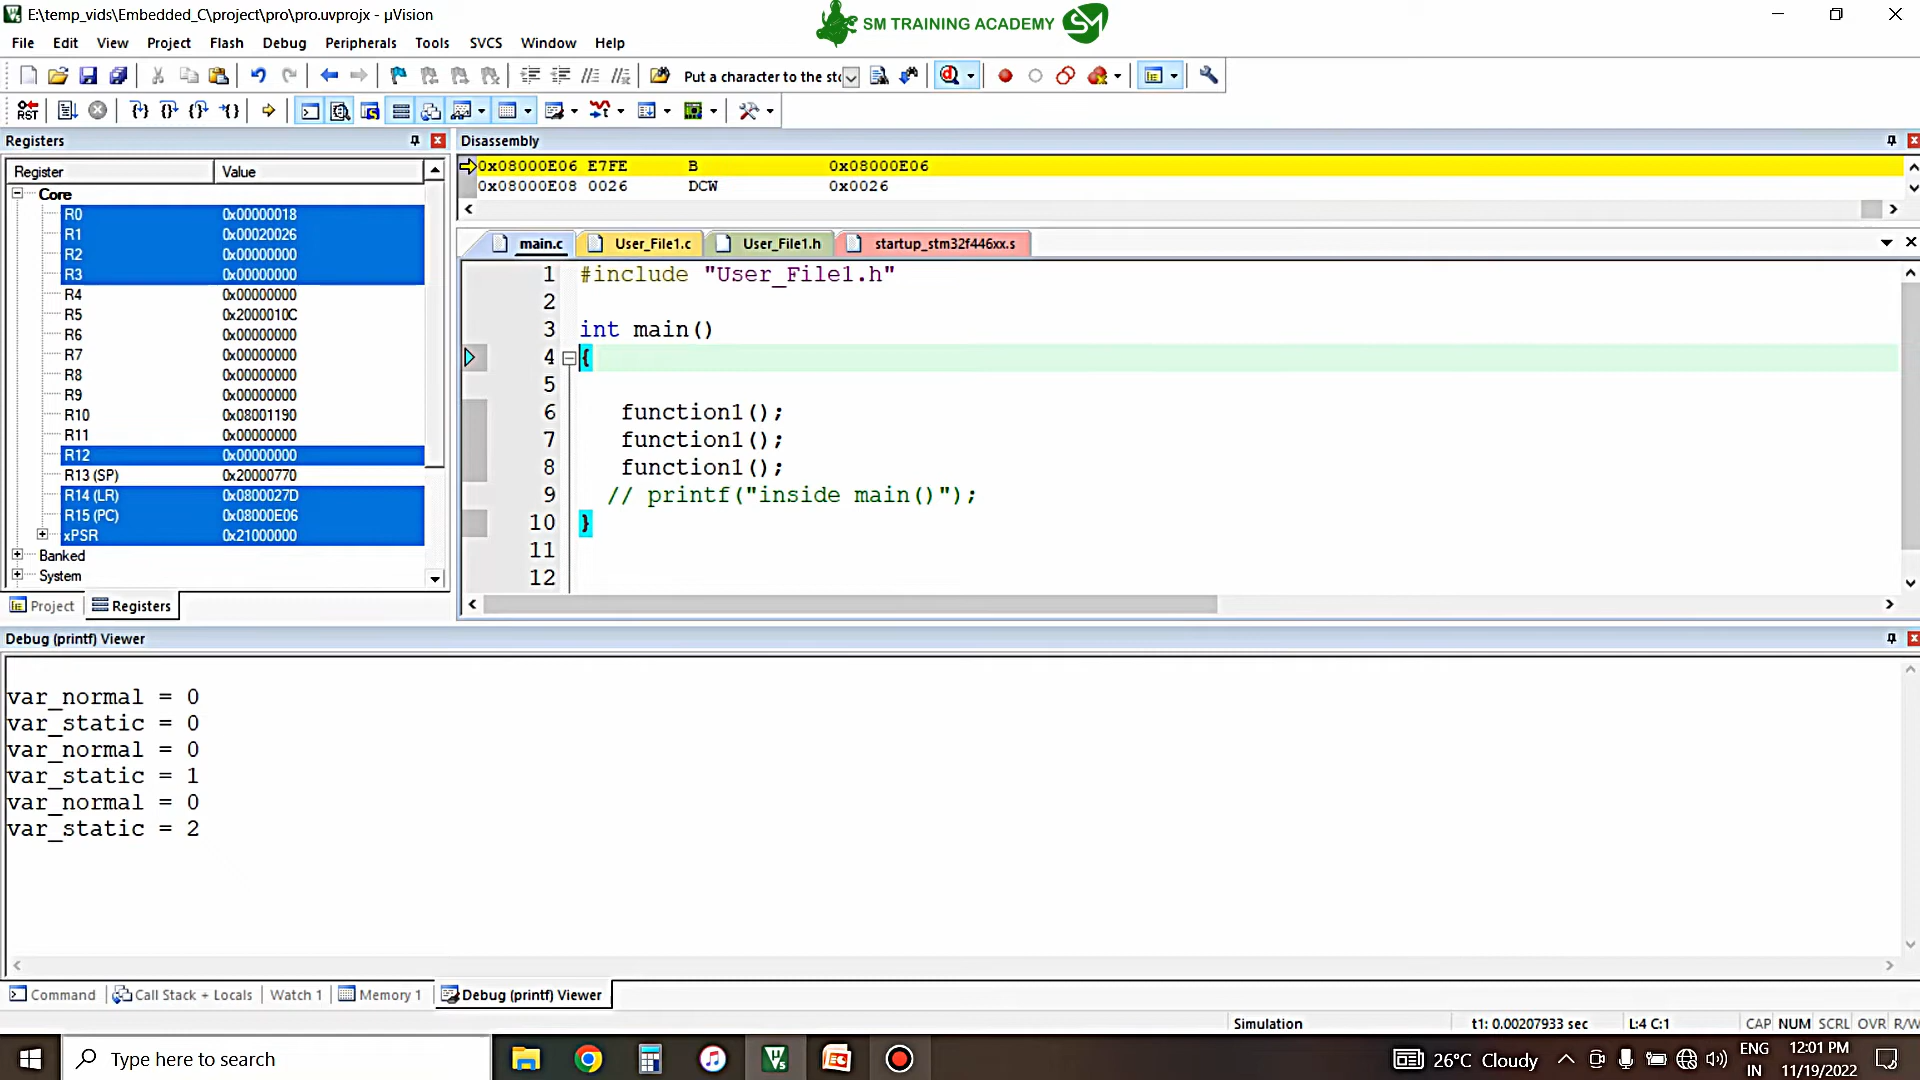 E:\temp_vids\Embedded_C\project\pro\pro.uvprojx - µVision
SM TRAINING ACADEMY SM
File Edit View Project Flash Debug Peripherals Tools SVCS Window Help
Put a character to the stc
RST
Registers
Register Value
Core
R0 0x00000018
R1 0x00020026
R2 0x00000000
R3 0x00000000
R4 0x00000000
R5 0x2000010C
R6 0x00000000
R7 0x00000000
R8 0x00000000
R9 0x00000000
R10 0x08001190
R11 0x00000000
R12 0x00000000
R13 (SP) 0x20000770
R14 (LR) 0x0800027D
R15 (PC) 0x08000E06
xPSR 0x21000000
Banked
System
Project Registers
Disassembly
0x08000E06 E7FE B 0x08000E06
0x08000E08 0026 DCW 0x0026
main.c User_File1.c User_File1.h startup_stm32f446xx.s
1 #include "User_File1.h"
2
3 int main()
4 {
5
6 function1();
7 function1();
8 function1();
9 // printf("inside main()");
10 }
11
12
Debug (printf) Viewer
var_normal = 0
var_static = 0
var_normal = 0
var_static = 1
var_normal = 0
var_static = 2
Command Call Stack + Locals Watch 1 Memory 1 Debug (printf) Viewer
Simulation t1: 0.00207933 sec L:4 C:1 CAP NUM SCRL OVR R/W
Type here to search
26°C Cloudy
ENG
IN
12:01 PM
11/19/2022